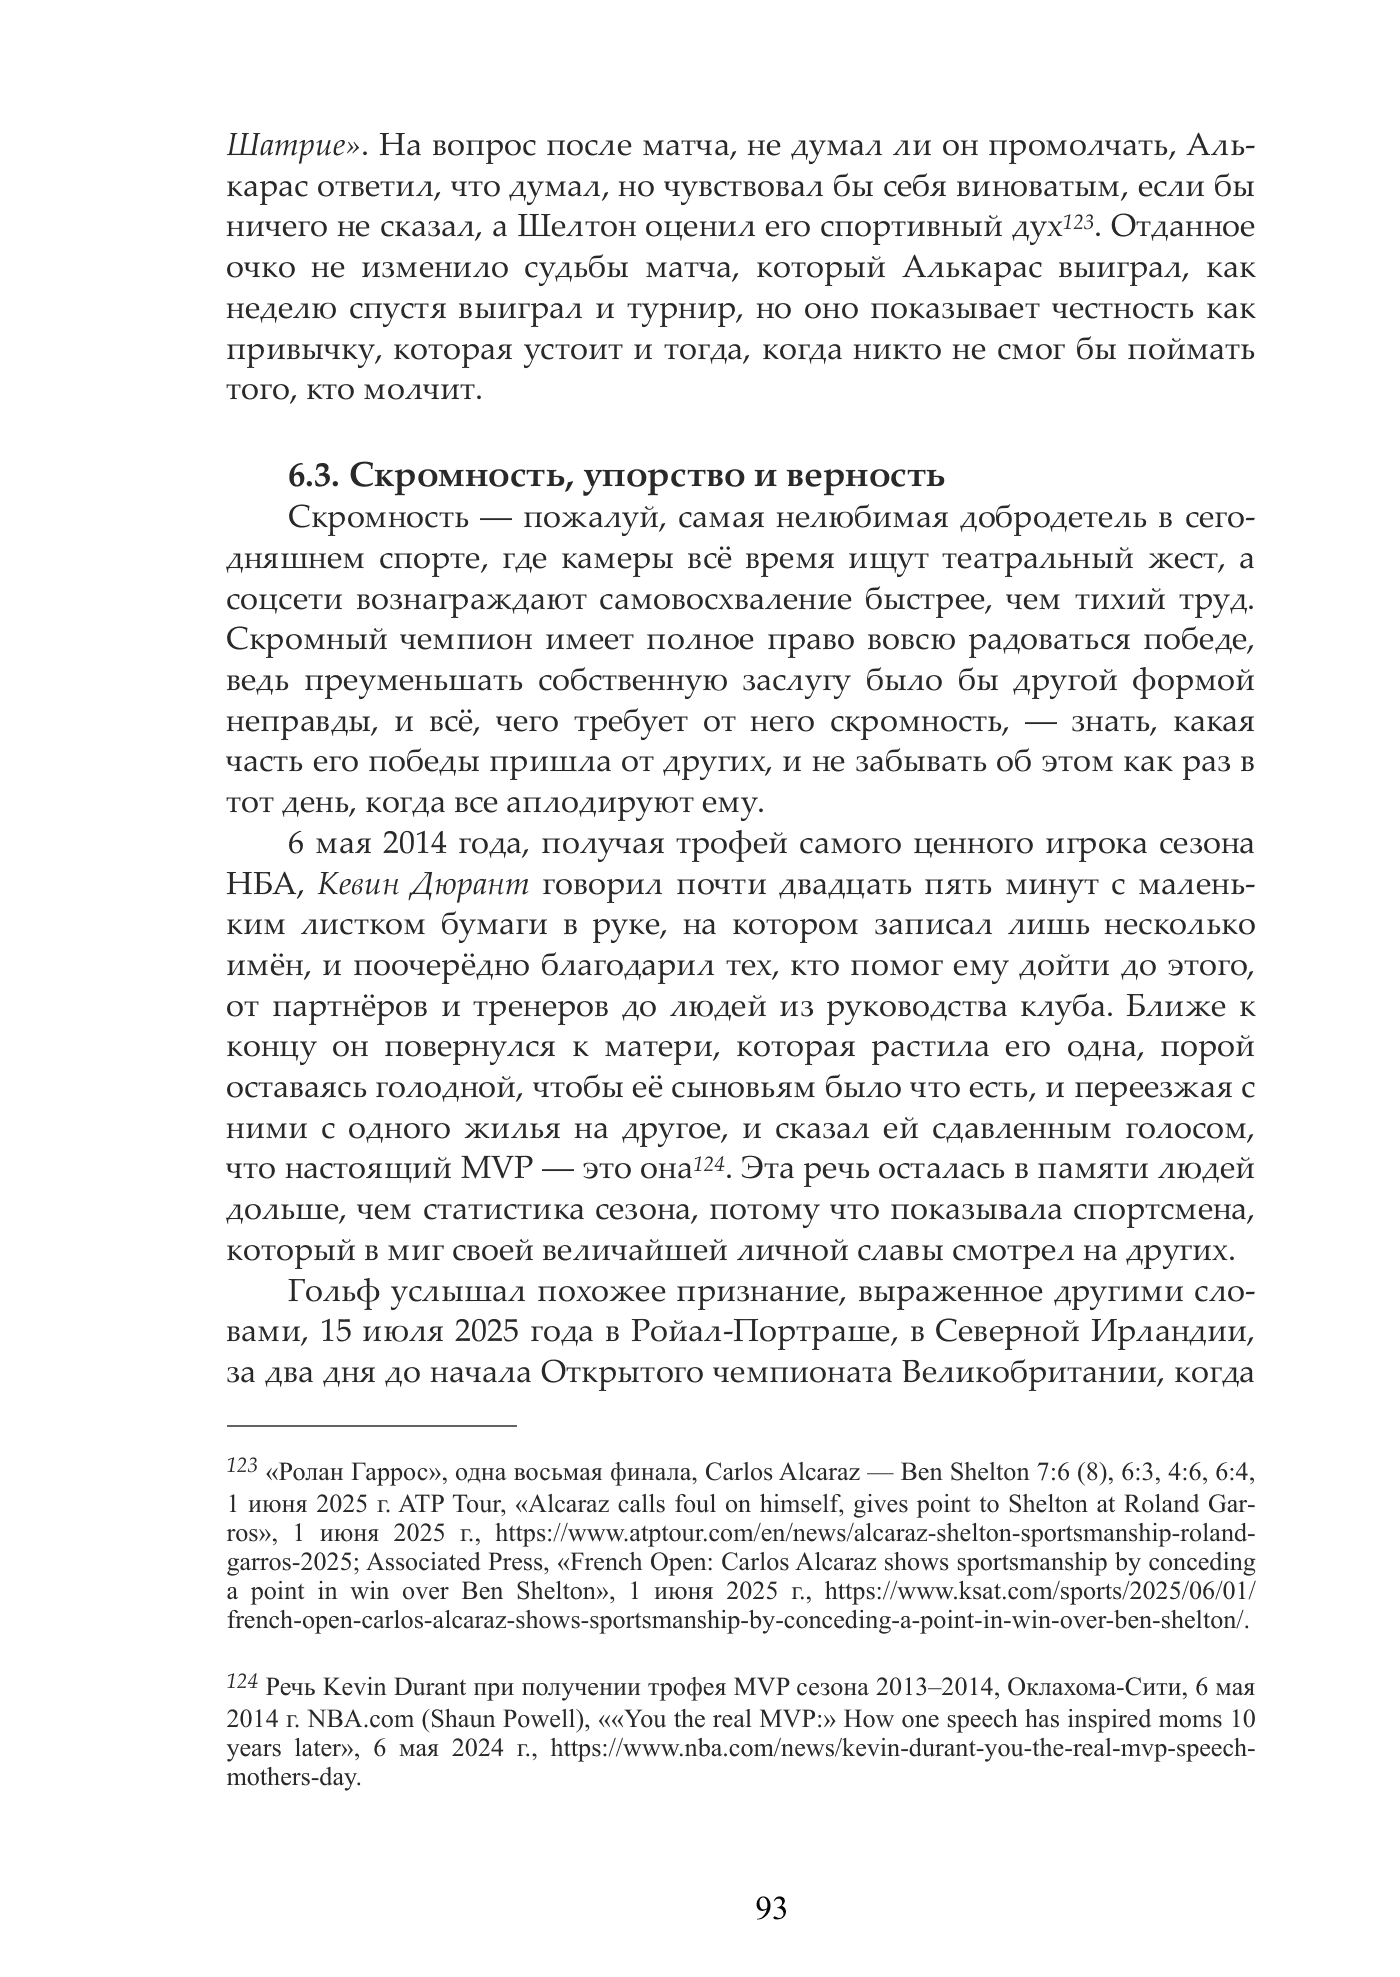 Шатрие». На вопрос после матча, не думал ли он промолчать, Аль-
карас ответил, что думал, но чувствовал бы себя виноватым, если бы
ничего не сказал, а Шелтон оценил его спортивный дух123. Отданное
очко не изменило судьбы матча, который Алькарас выиграл, как
неделю спустя выиграл и турнир, но оно показывает честность как
привычку, которая устоит и тогда, когда никто не смог бы поймать
того, кто молчит.
6.3. Скромность, упорство и верность
Скромность — пожалуй, самая нелюбимая добродетель в сего-
дняшнем спорте, где камеры всё время ищут театральный жест, а
соцсети вознаграждают самовосхваление быстрее, чем тихий труд.
Скромный чемпион имеет полное право вовсю радоваться победе,
ведь преуменьшать собственную заслугу было бы другой формой
неправды, и всё, чего требует от него скромность, — знать, какая
часть его победы пришла от других, и не забывать об этом как раз в
тот день, когда все аплодируют ему.
6 мая 2014 года, получая трофей самого ценного игрока сезона
НБА, Кевин Дюрант говорил почти двадцать пять минут с малень-
ким листком бумаги в руке, на котором записал лишь несколько
имён, и поочерёдно благодарил тех, кто помог ему дойти до этого,
от партнёров и тренеров до людей из руководства клуба. Ближе к
концу он повернулся к матери, которая растила его одна, порой
оставаясь голодной, чтобы её сыновьям было что есть, и переезжая с
ними с одного жилья на другое, и сказал ей сдавленным голосом,
что настоящий MVP — это она124. Эта речь осталась в памяти людей
дольше, чем статистика сезона, потому что показывала спортсмена,
который в миг своей величайшей личной славы смотрел на других.
Гольф услышал похожее признание, выраженное другими сло-
вами, 15 июля 2025 года в Ройал-Портраше, в Северной Ирландии,
за два дня до начала Открытого чемпионата Великобритании, когда
123 «Ролан Гаррос», одна восьмая финала, Carlos Alcaraz — Ben Shelton 7:6 (8), 6:3, 4:6, 6:4,
1 июня 2025 г. ATP Tour, «Alcaraz calls foul on himself, gives point to Shelton at Roland Gar-
ros», 1 июня 2025 г., https://www.atptour.com/en/news/alcaraz-shelton-sportsmanship-roland-
garros-2025; Associated Press, «French Open: Carlos Alcaraz shows sportsmanship by conceding
a point in win over Ben Shelton», 1 июня 2025 г., https://www.ksat.com/sports/2025/06/01/
french-open-carlos-alcaraz-shows-sportsmanship-by-conceding-a-point-in-win-over-ben-shelton/.
124 Речь Kevin Durant при получении трофея MVP сезона 2013–2014, Оклахома-Сити, 6 мая
2014 г. NBA.com (Shaun Powell), ««You the real MVP:» How one speech has inspired moms 10
years later», 6 мая 2024 г., https://www.nba.com/news/kevin-durant-you-the-real-mvp-speech-
mothers-day.
93